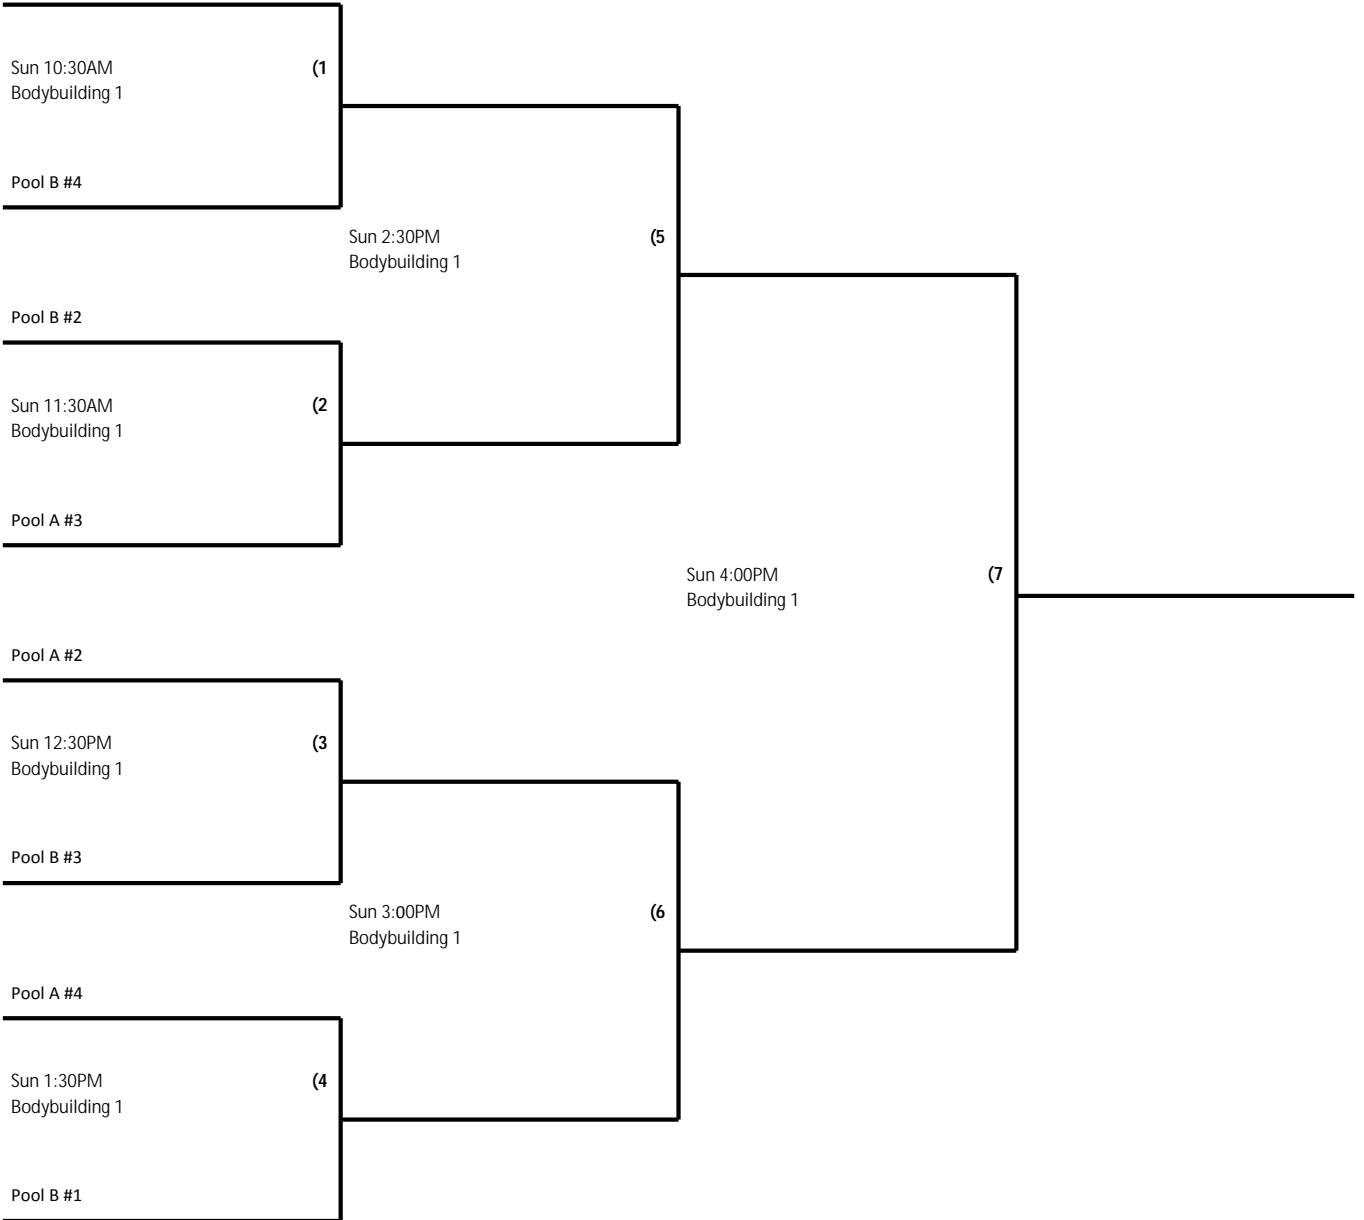 Sun 10:30AM (1
Bodybuilding 1
Pool B #4
Sun 2:30PM (5
Bodybuilding 1
Pool B #2
Sun 11:30AM (2
Bodybuilding 1
Pool A #3
Sun 4:00PM (7
Bodybuilding 1
Pool A #2
Sun 12:30PM (3
Bodybuilding 1
Pool B #3
Sun 3:00PM (6
Bodybuilding 1
Pool A #4
Sun 1:30PM (4
Bodybuilding 1
Pool B #1